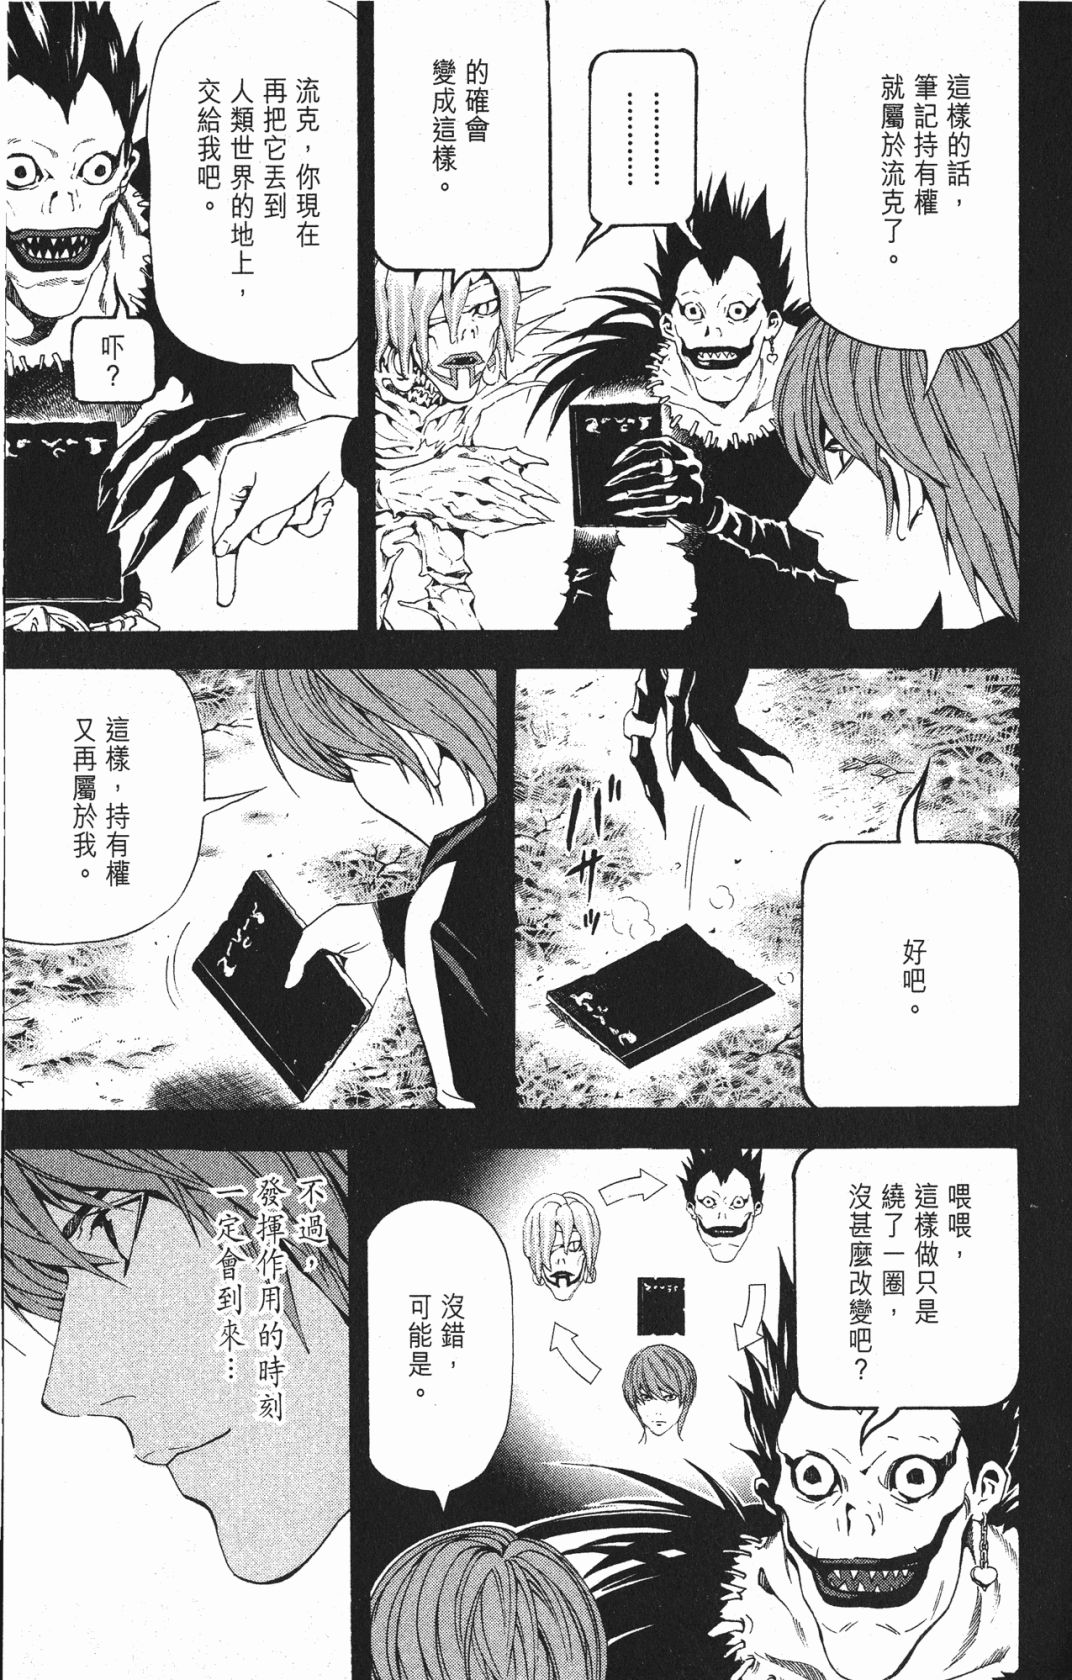 這樣的話，
筆記持有權
就屬於流克了。
…………
的確會
變成這樣。
流克，你現在
再把它丟到
人類世界的地上，
交給我吧。
吓？
好吧。
バサッ
這樣，持有權
又再屬於我。
喂喂，
這樣做只是
繞了一圈，
沒甚麼改變吧？
沒錯，
可能是。
不過，
發揮作用的時刻
一定會到來…